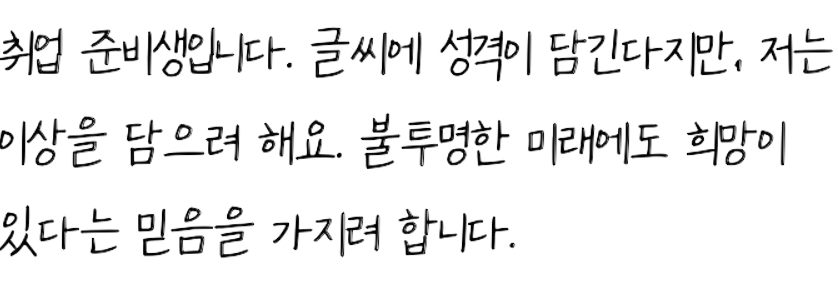 취업 준비생입니다. 글씨에 성격이 담긴다지만, 저는
이상을 담으려 해요. 불투명한 미래에도 희망이
있다는 믿음을 가지려 합니다.